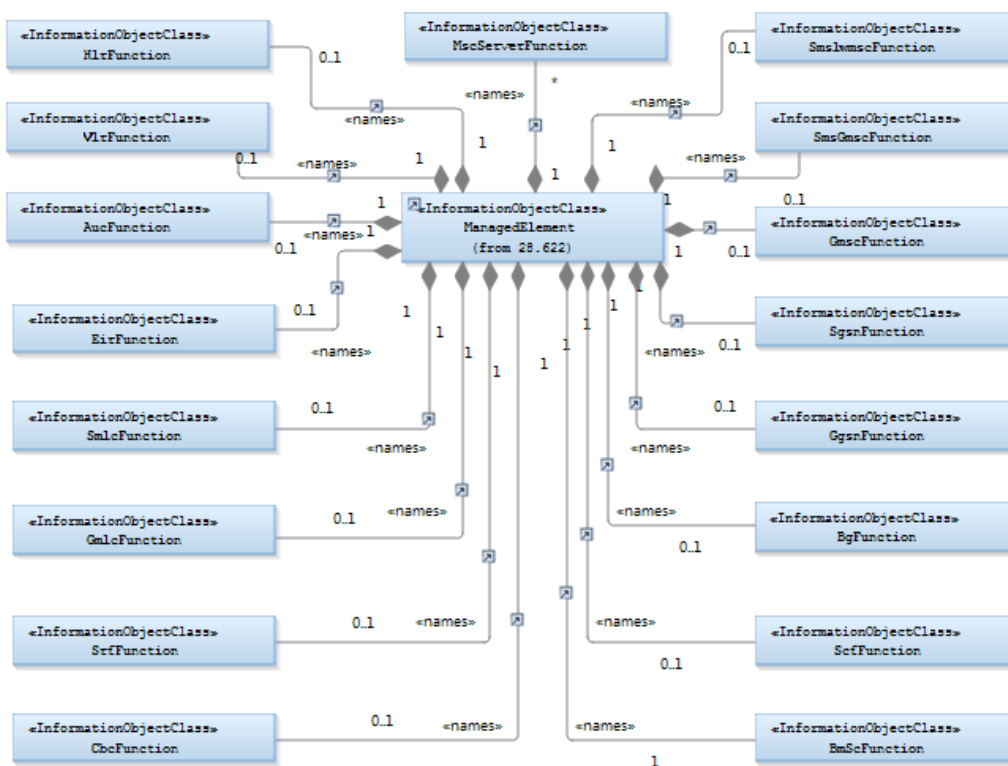 «InformationObjectClass»
HlrFunction
«InformationObjectClass»
MscServerFunction
«InformationObjectClass»
SmsIwmscFunction
0..1
*
0..1
«names»
«names»
«names»
«InformationObjectClass»
VlrFunction
«InformationObjectClass»
SmsGmscFunction
1
1
0..1
«names»
1
1
«names»
0..1
«InformationObjectClass»
AucFunction
1
«names»
0..1
1
«InformationObjectClass»
ManagedElement
(from 28.622)
1
1
0..1
«InformationObjectClass»
GmscFunction
«InformationObjectClass»
EirFunction
0..1
«names»
1
1
1
1
1
1
1
1
1
«names»
0..1
«InformationObjectClass»
SgsnFunction
«InformationObjectClass»
SmlcFunction
0..1
«names»
«names»
0..1
«InformationObjectClass»
GgsnFunction
«InformationObjectClass»
GmlcFunction
0..1
«names»
«names»
0..1
«InformationObjectClass»
BgFunction
«InformationObjectClass»
SrfFunction
0..1
«names»
«names»
0..1
«InformationObjectClass»
ScfFunction
«InformationObjectClass»
CbcFunction
0..1
«names»
«names»
1
«InformationObjectClass»
BmScFunction